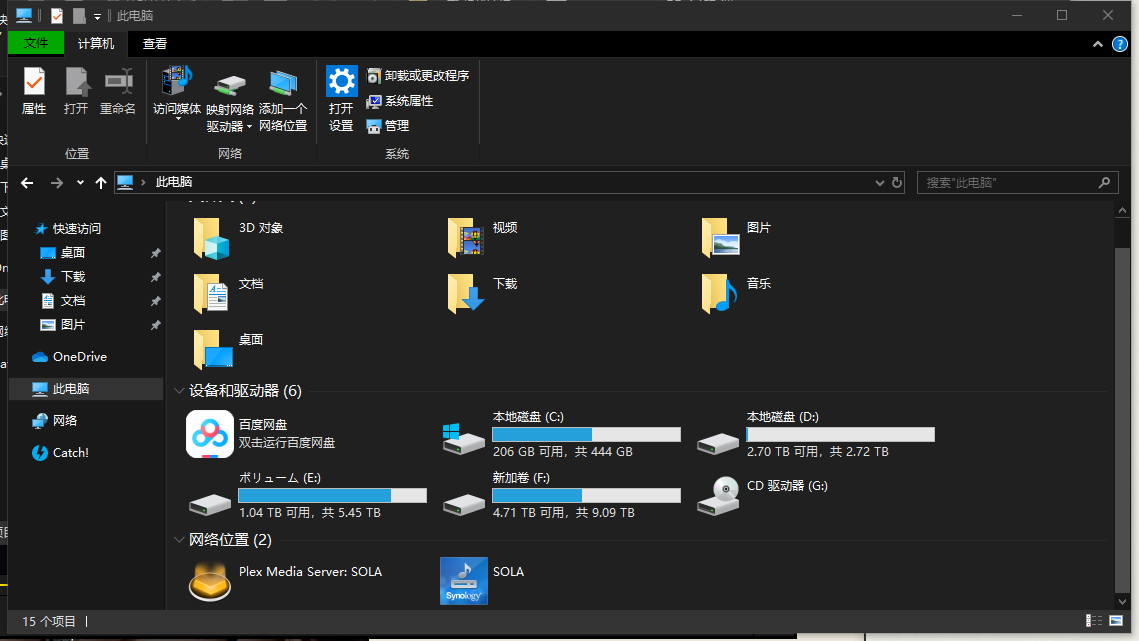 此电脑
文件
计算机
查看
属性
打开
重命名
访问媒体
映射网络
驱动器
添加一个
网络位置
打开
设置
卸载或更改程序
系统属性
管理
位置
网络
系统
此电脑
搜索"此电脑"
快速访问
桌面
下载
文档
图片
OneDrive
此电脑
网络
Catch!
3D 对象
视频
图片
文档
下载
音乐
桌面
设备和驱动器 (6)
百度网盘
双击运行百度网盘
本地磁盘 (C:)
206 GB 可用，共 444 GB
本地磁盘 (D:)
2.70 TB 可用，共 2.72 TB
ボリューム (E:)
1.04 TB 可用，共 5.45 TB
新加卷 (F:)
4.71 TB 可用，共 9.09 TB
CD 驱动器 (G:)
网络位置 (2)
Plex Media Server: SOLA
Synology
SOLA
15 个项目